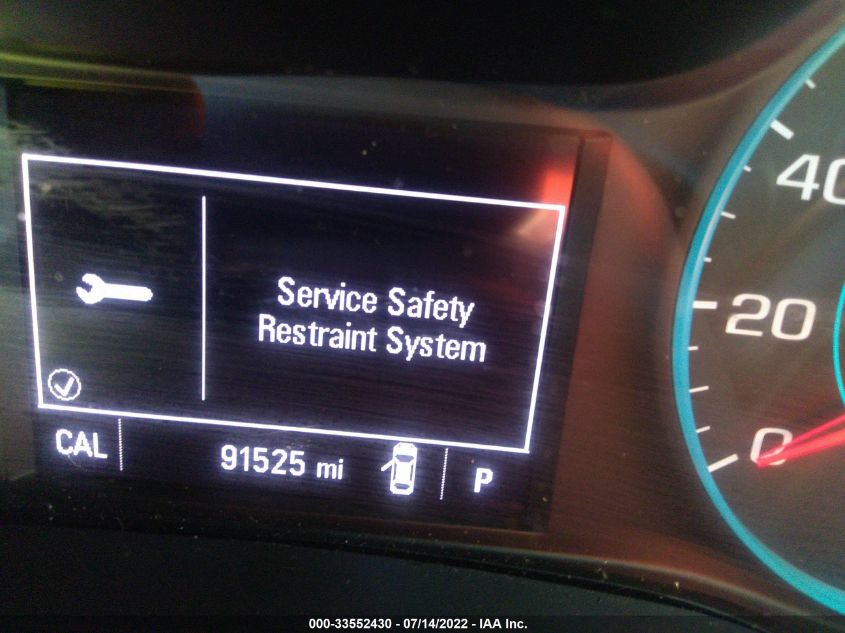 Service Safety
Restraint System
CAL 91525 mi P
40
20
0
000-33552430 - 07/14/2022 - IAA Inc.